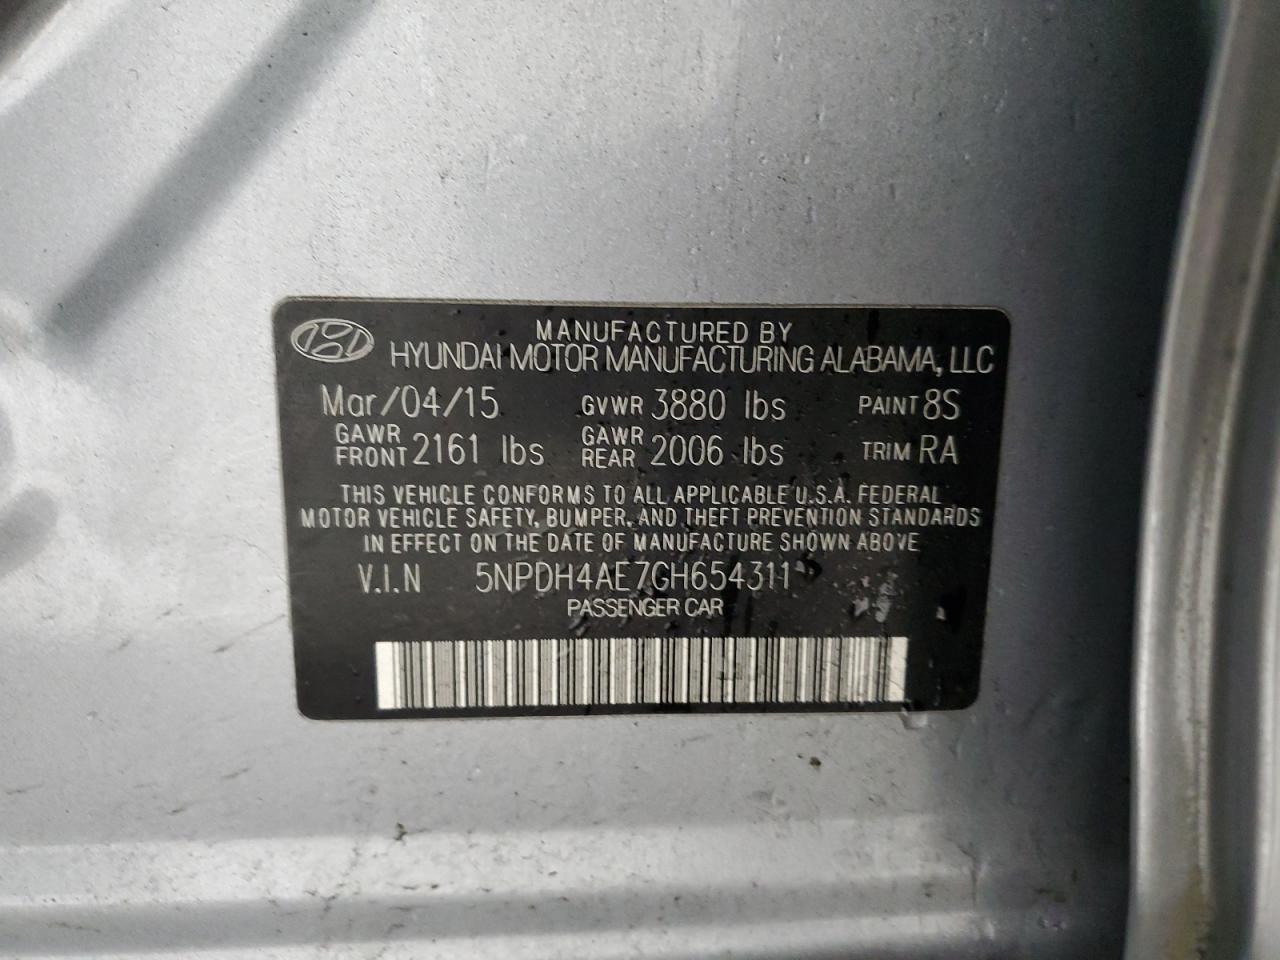 MANUFACTURED BY
HYUNDAI MOTOR MANUFACTURING ALABAMA, LLC
Mar/04/15 GVWR 3880 lbs PAINT 8S
GAWR FRONT 2161 lbs GAWR REAR 2006 lbs TRIM RA
THIS VEHICLE CONFORMS TO ALL APPLICABLE U.S.A. FEDERAL
MOTOR VEHICLE SAFETY, BUMPER, AND THEFT PREVENTION STANDARDS
IN EFFECT ON THE DATE OF MANUFACTURE SHOWN ABOVE
V.I.N 5NPDH4AE7GH654311
PASSENGER CAR